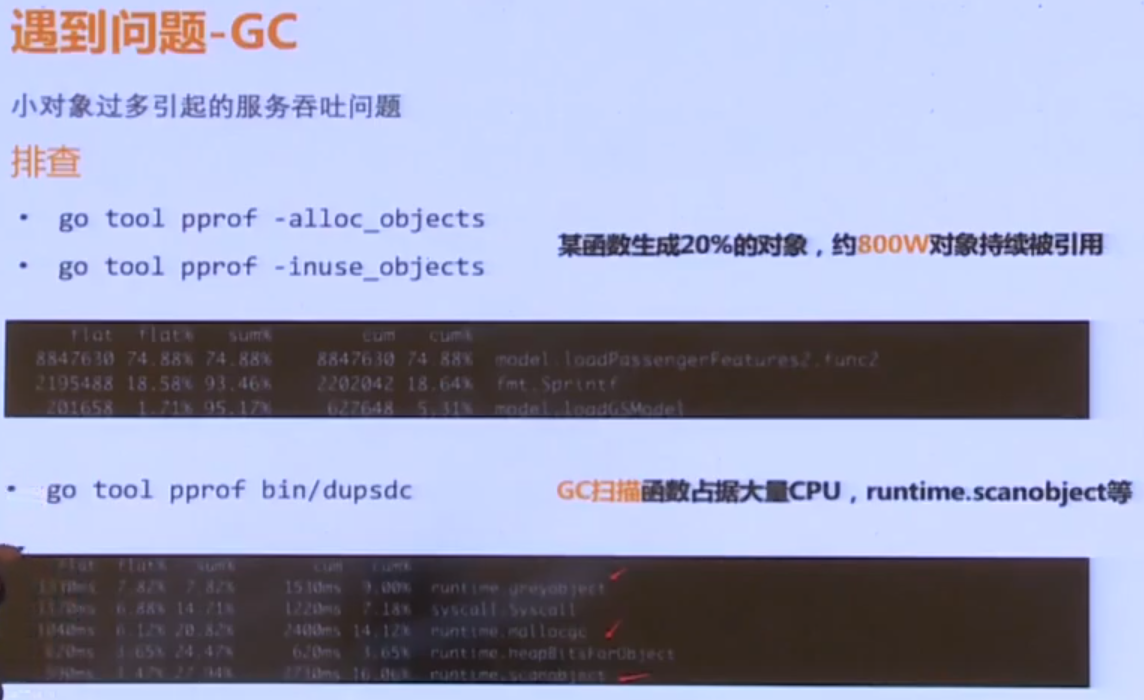 遇到问题-GC
小对象过多引起的服务吞吐问题
排查
• go tool pprof -alloc_objects
• go tool pprof -inuse_objects
某函数生成20%的对象，约800W对象持续被引用
flat flat% sum% cum cum%
8847630 74.88% 74.88% 8847630 74.88% model.loadPassengerFeatures2.func2
2195488 18.58% 93.46% 2202042 18.64% fmt.Sprintf
201658 1.71% 95.17% 627648 5.31% model.loadGSModel
• go tool pprof bin/dupsdc
GC扫描函数占据大量CPU，runtime.scanobject等
flat flat% sum% cum cum%
7.82% 7.82% 1530ms 9.00% runtime.greyobject
6.88% 14.71% 1220ms 7.18% syscall.Syscall
1040ms 6.12% 20.82% 2400ms 14.12% runtime.mallocgc
620ms 3.65% 24.47% 620ms 3.65% runtime.heapBitsForObject
590ms 3.47% 27.94% 2730ms 16.06% runtime.scanobject